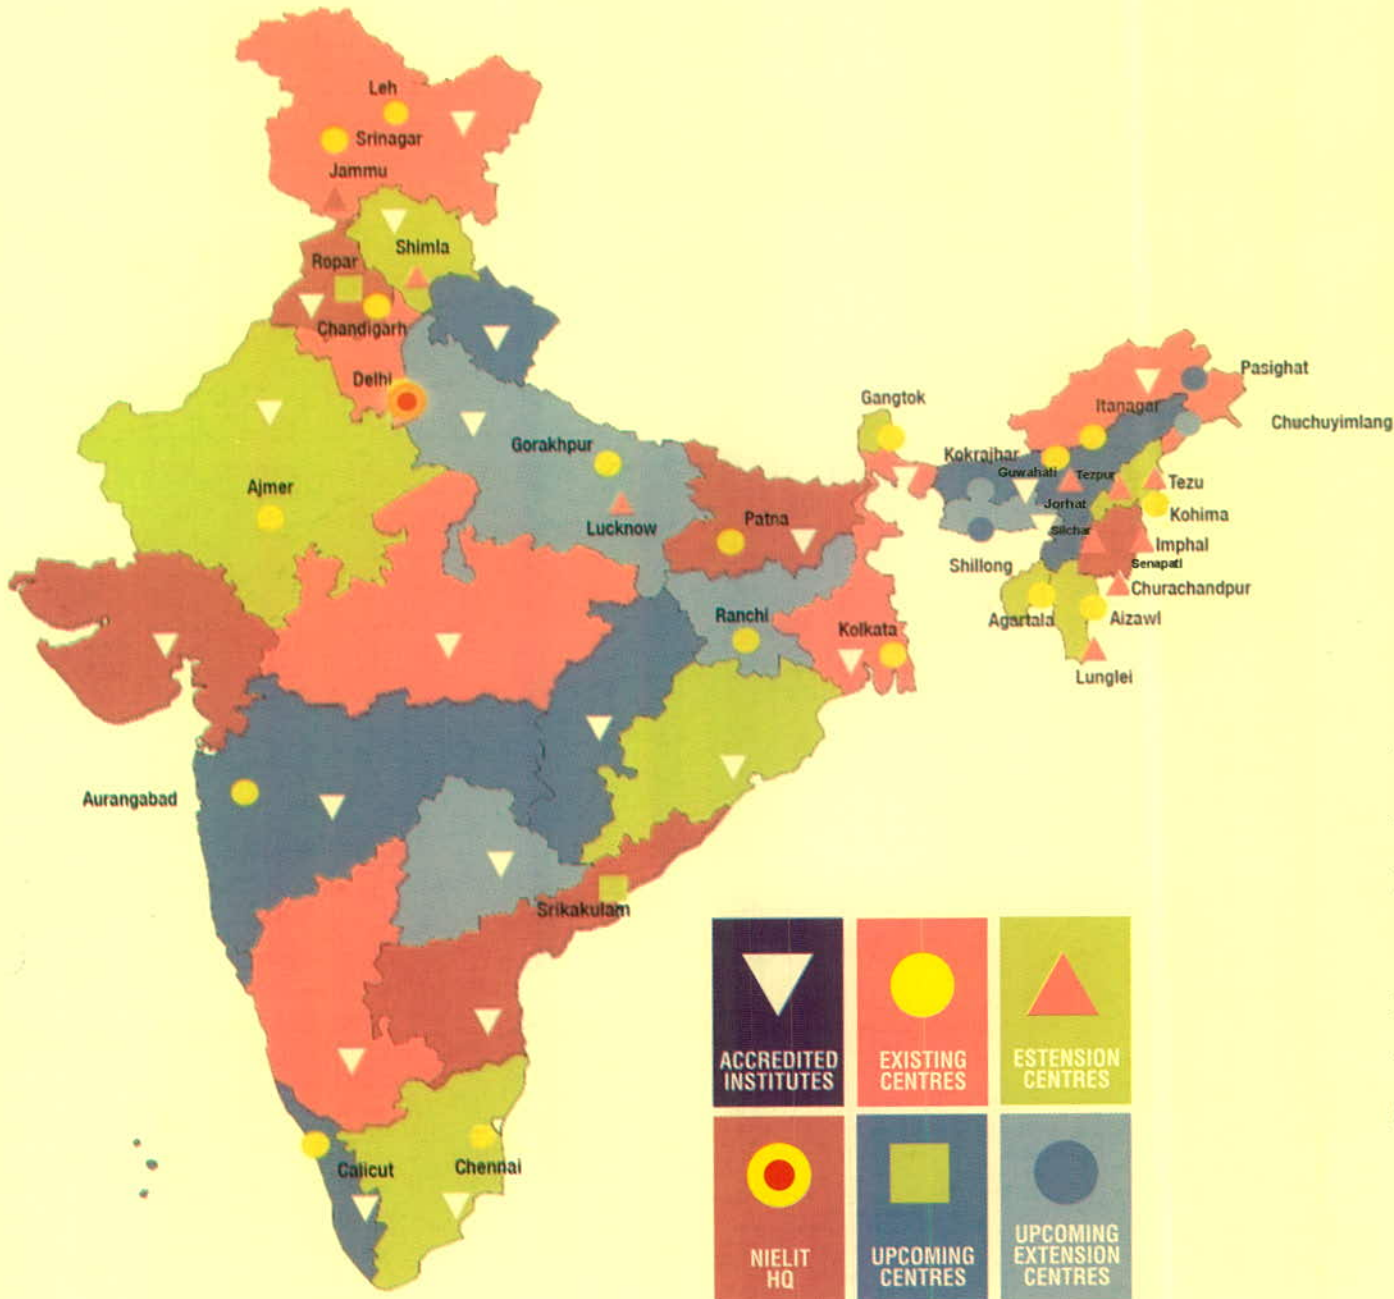 Leh
Srinagar
Jammu
Shimla
Ropar
Chandigarh
Delhi
Pasighat
Gangtok
Itanagar
Chuchuyimlang
Gorakhpur
Kokrajhar
Guwahati
Tezpur
Tezu
Ajmer
Jorhat
Kohima
Lucknow
Patna
Silchar
Imphal
Shillong
Senapati
Churachandpur
Ranchi
Kolkata
Agartala
Aizawl
Lunglei
Aurangabad
Srikakulam
Calicut
Chennai
ACCREDITED
INSTITUTES
EXISTING
CENTRES
ESTENSION
CENTRES
NIELIT
HQ
UPCOMING
CENTRES
UPCOMING
EXTENSION
CENTRES